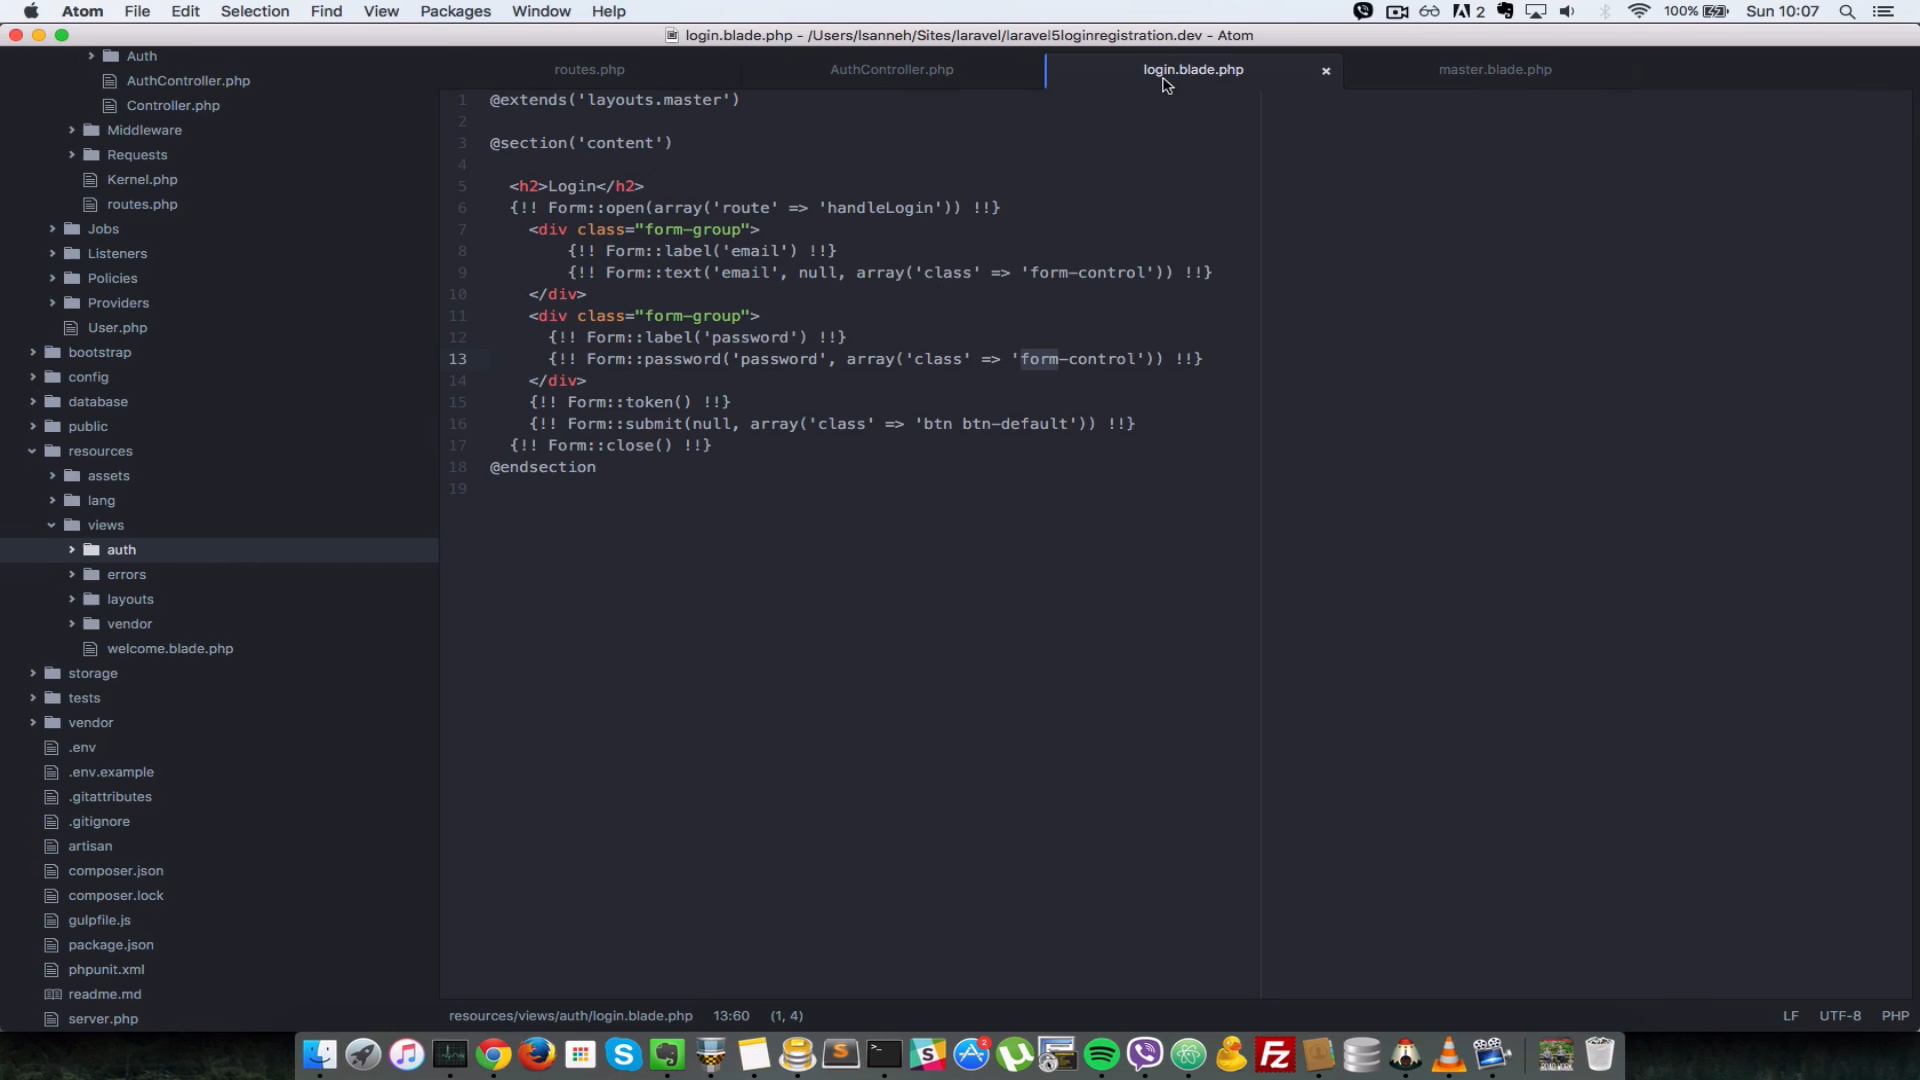 Atom File Edit Selection Find View Packages Window Help 2 100% Sun 10:07
login.blade.php - /Users/lsanneh/Sites/laravel/laravel5loginregistration.dev - Atom
Auth
AuthController.php
Controller.php
Middleware
Requests
Kernel.php
routes.php
Jobs
Listeners
Policies
Providers
User.php
bootstrap
config
database
public
resources
assets
lang
views
auth
errors
layouts
vendor
welcome.blade.php
storage
tests
vendor
.env
.env.example
.gitattributes
.gitignore
artisan
composer.json
composer.lock
gulpfile.js
package.json
phpunit.xml
readme.md
server.php
routes.php AuthController.php login.blade.php master.blade.php
1 @extends('layouts.master')
2
3 @section('content')
4
5 <h2>Login</h2>
6 {!! Form::open(array('route' => 'handleLogin')) !!}
7 <div class="form-group">
8 {!! Form::label('email') !!}
9 {!! Form::text('email', null, array('class' => 'form-control')) !!}
10 </div>
11 <div class="form-group">
12 {!! Form::label('password') !!}
13 {!! Form::password('password', array('class' => 'form-control')) !!}
14 </div>
15 {!! Form::token() !!}
16 {!! Form::submit(null, array('class' => 'btn btn-default')) !!}
17 {!! Form::close() !!}
18 @endsection
19
resources/views/auth/login.blade.php 13:60 (1, 4) LF UTF-8 PHP